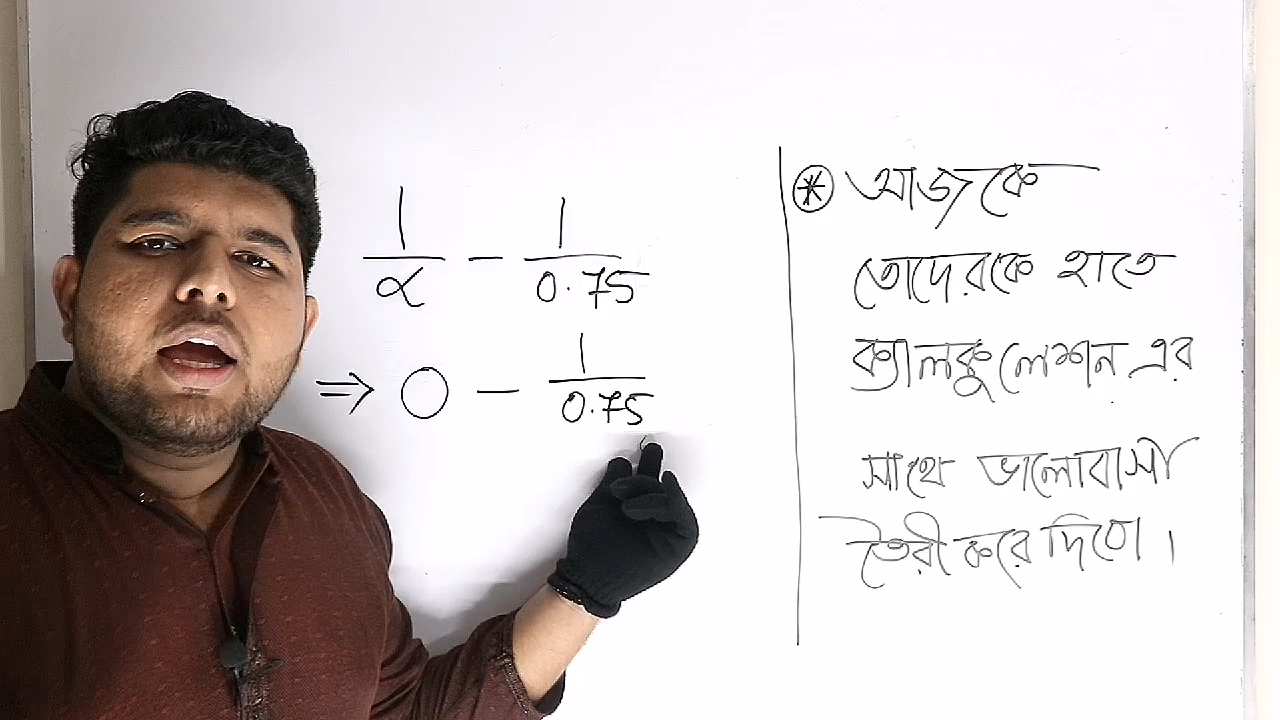 1/α − 1/0.75
⇒ 0 − 1/0.75
⊛ আজকে
তোদেরকে হাতে
ক্যালকুলেশন এর
সাথে ভালোবাসা
তৈরী করে দিবো।